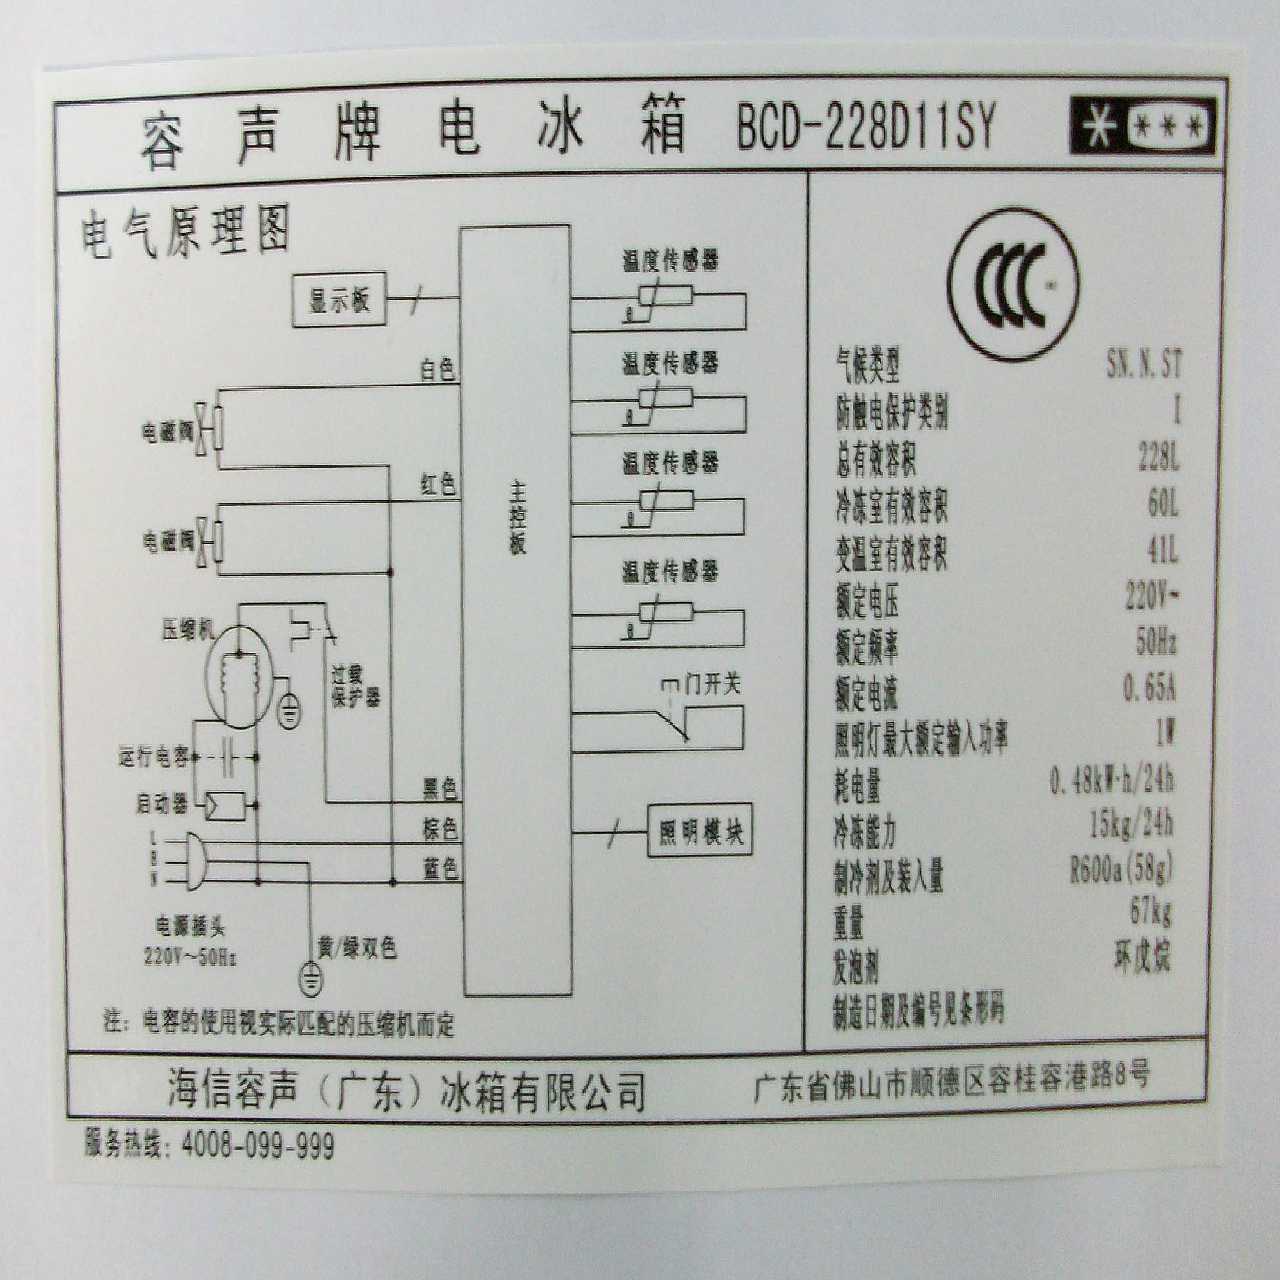 容声牌电冰箱 BCD-228D11SY
电气原理图
显示板
白色
电磁阀
红色
电磁阀
压缩机
过载
保护器
运行电容
启动器
黑色
棕色
蓝色
L
E
N
电源插头
220V～50Hz
黄/绿双色
注：电容的使用视实际匹配的压缩机而定
主控板
温度传感器
θ
温度传感器
θ
温度传感器
θ
温度传感器
θ
门开关
照明模块
CCC
气候类型 SN.N.ST
防触电保护类别 I
总有效容积 228L
冷冻室有效容积 60L
变温室有效容积 41L
额定电压 220V~
额定频率 50Hz
额定电流 0.65A
照明灯最大额定输入功率 1W
耗电量 0.48kW·h/24h
冷冻能力 15kg/24h
制冷剂及装入量 R600a(58g)
重量 67kg
发泡剂 环戊烷
制造日期及编号见条形码
海信容声（广东）冰箱有限公司 广东省佛山市顺德区容桂容港路8号
服务热线：4008-099-999